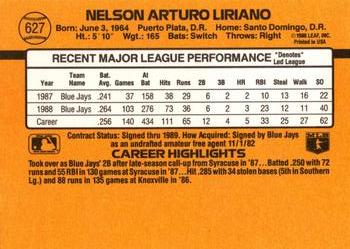 627
NELSON ARTURO LIRIANO
Born: June 3, 1964 Puerto Plata, D.R. Home: Santo Domingo, D.R.
Ht.: 5' 10" Wgt.: 165 Bats: Switch Throws: Right
©1988 LEAF, INC.
PRINTED IN USA
RECENT MAJOR LEAGUE PERFORMANCE *Denotes Led League
Year Team Name Bat. Avg. Games At Bat Hits Runs 2B 3B HR RBI Steal Walk SO
1987 Blue Jays .241 37 158 38 29 6 2 2 10 13 16 22
1988 Blue Jays .264 103 276 73 36 6 2 3 23 12 11 40
Career .256 140 434 111 65 12 4 5 33 25 27 62
Contract Status: Signed thru 1989. How Acquired: Signed by Blue Jays
as an undrafted amateur free agent 11/1/82
CAREER HIGHLIGHTS
Took over as Blue Jays' 2B after late-season call-up from Syracuse in '87... Batted .250 with 72
runs and 55 RBI in 130 games at Syracuse in '87... Hit .285 with 34 stolen bases (5th in Southern
Lg.) and 88 runs in 135 games at Knoxville in '86.
MLB